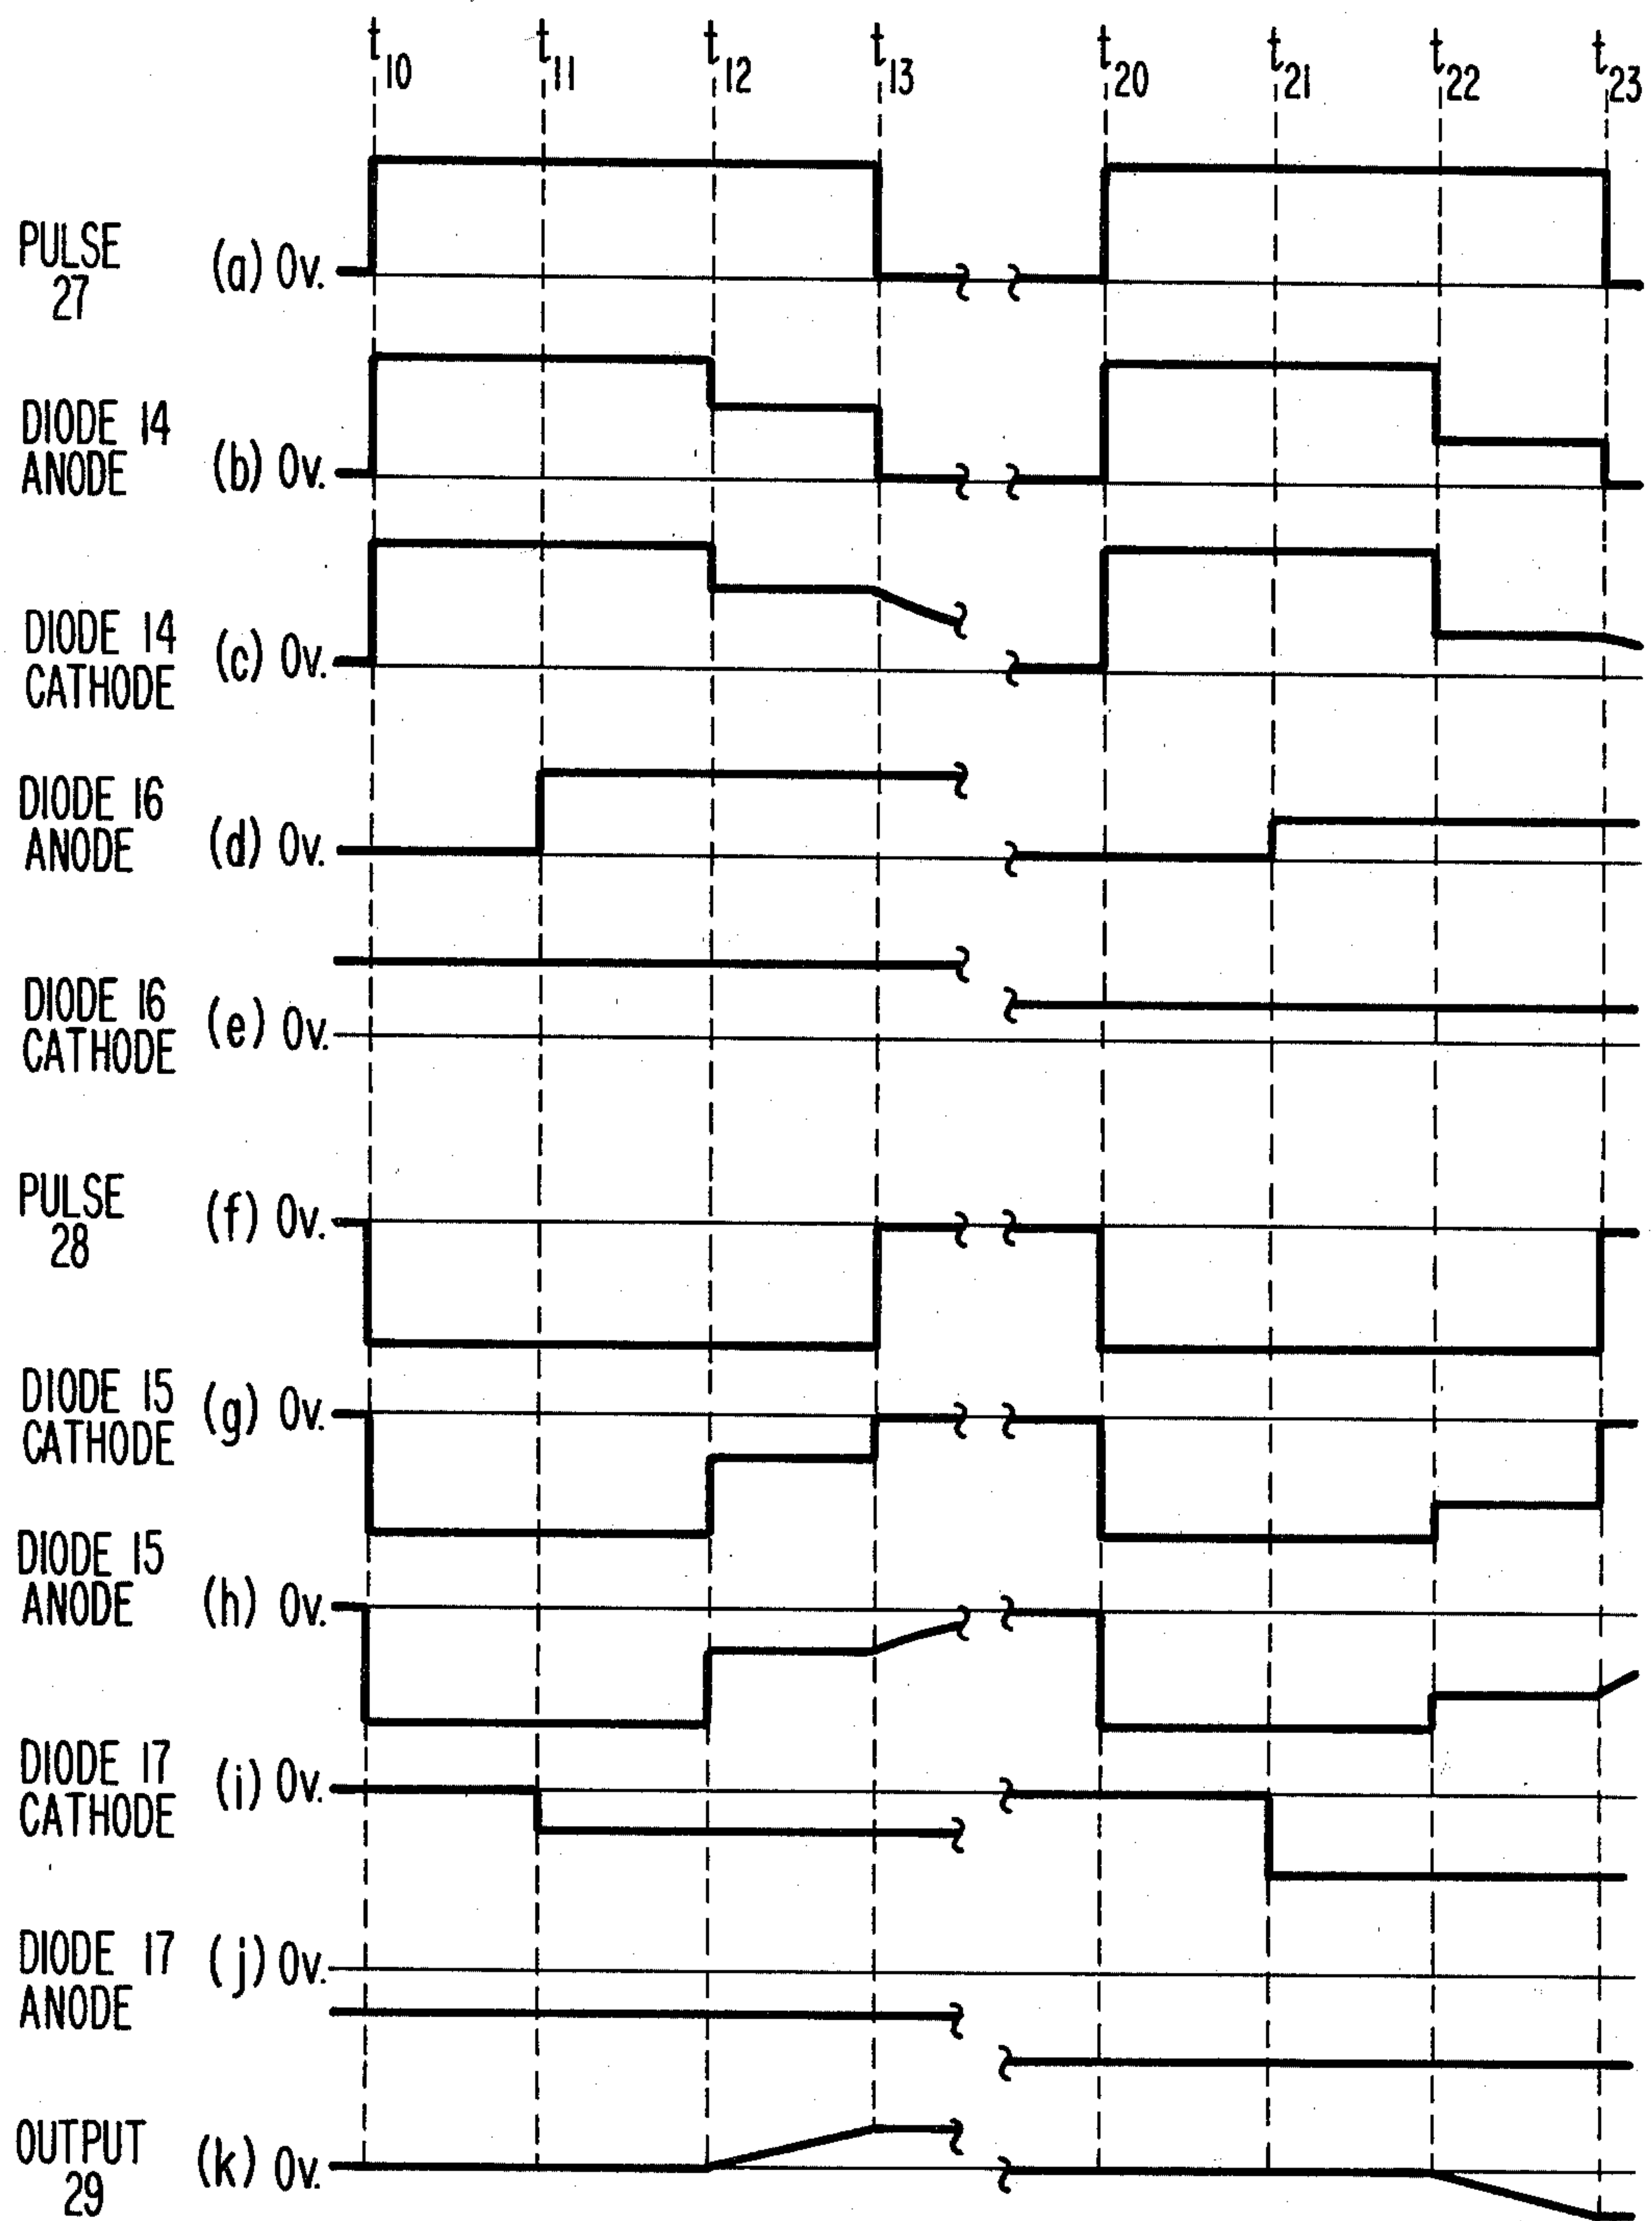 t10 t11 t12 t13 t20 t21 t22 t23
PULSE
27
(a) 0v.
DIODE 14
ANODE
(b) 0v.
DIODE 14
CATHODE
(c) 0v.
DIODE 16
ANODE
(d) 0v.
DIODE 16
CATHODE
(e) 0v.
PULSE
28
(f) 0v.
DIODE 15
CATHODE
(g) 0v.
DIODE 15
ANODE
(h) 0v.
DIODE 17
CATHODE
(i) 0v.
DIODE 17
ANODE
(j) 0v.
OUTPUT
29
(k) 0v.